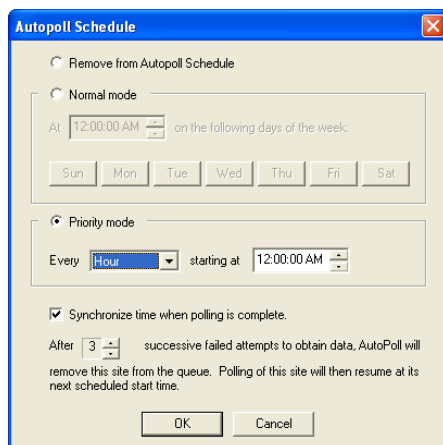 Autopoll Schedule
Remove from Autopoll Schedule
Normal mode
At 12:00:00 AM on the following days of the week:
Sun Mon Tue Wed Thu Fri Sat
Priority mode
Every Hour starting at 12:00:00 AM
Synchronize time when polling is complete.
After 3 successive failed attempts to obtain data, AutoPoll will
remove this site from the queue. Polling of this site will then resume at its
next scheduled start time.
OK Cancel